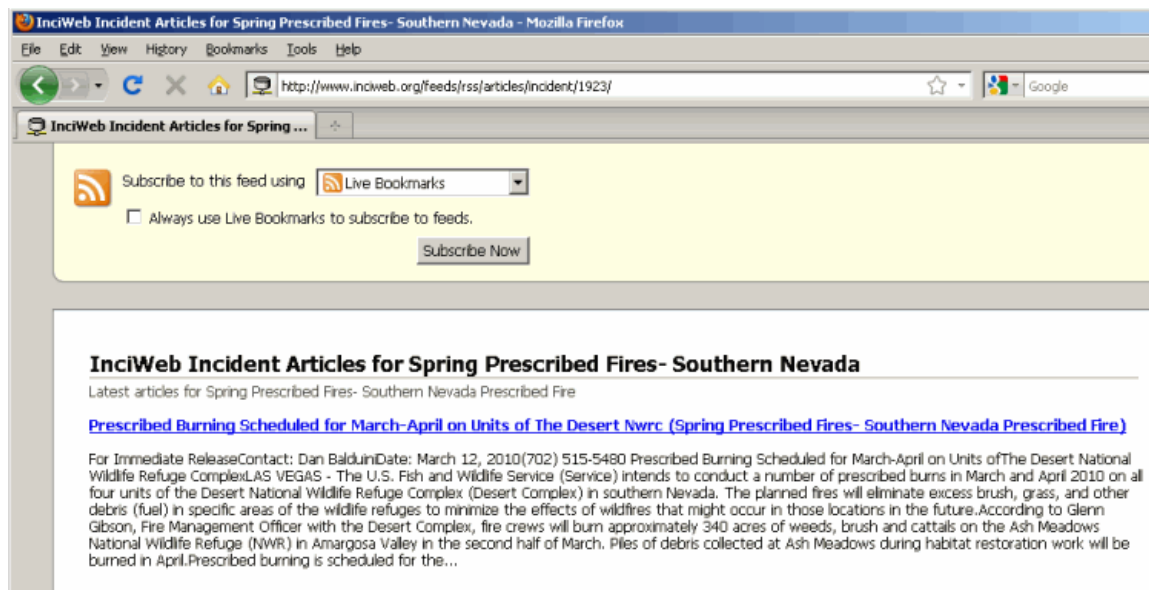 InciWeb Incident Articles for Spring Prescribed Fires- Southern Nevada - Mozilla Firefox
File Edit View History Bookmarks Tools Help
http://www.inciweb.org/feeds/rss/articles/incident/1923/ Google
InciWeb Incident Articles for Spring ...
Subscribe to this feed using Live Bookmarks
Always use Live Bookmarks to subscribe to feeds.
Subscribe Now
InciWeb Incident Articles for Spring Prescribed Fires- Southern Nevada
Latest articles for Spring Prescribed Fires- Southern Nevada Prescribed Fire
Prescribed Burning Scheduled for March-April on Units of The Desert Nwrc (Spring Prescribed Fires- Southern Nevada Prescribed Fire)
For Immediate ReleaseContact: Dan BalduiniDate: March 12, 2010(702) 515-5480 Prescribed Burning Scheduled for March-April on Units ofThe Desert National
Wildlife Refuge ComplexLAS VEGAS - The U.S. Fish and Wildlife Service (Service) intends to conduct a number of prescribed burns in March and April 2010 on all
four units of the Desert National Wildlife Refuge Complex (Desert Complex) in southern Nevada. The planned fires will eliminate excess brush, grass, and other
debris (fuel) in specific areas of the wildlife refuges to minimize the effects of wildfires that might occur in those locations in the future.According to Glenn
Gibson, Fire Management Officer with the Desert Complex, fire crews will burn approximately 340 acres of weeds, brush and cattails on the Ash Meadows
National Wildlife Refuge (NWR) in Amargosa Valley in the second half of March. Piles of debris collected at Ash Meadows during habitat restoration work will be
burned in April.Prescribed burning is scheduled for the...